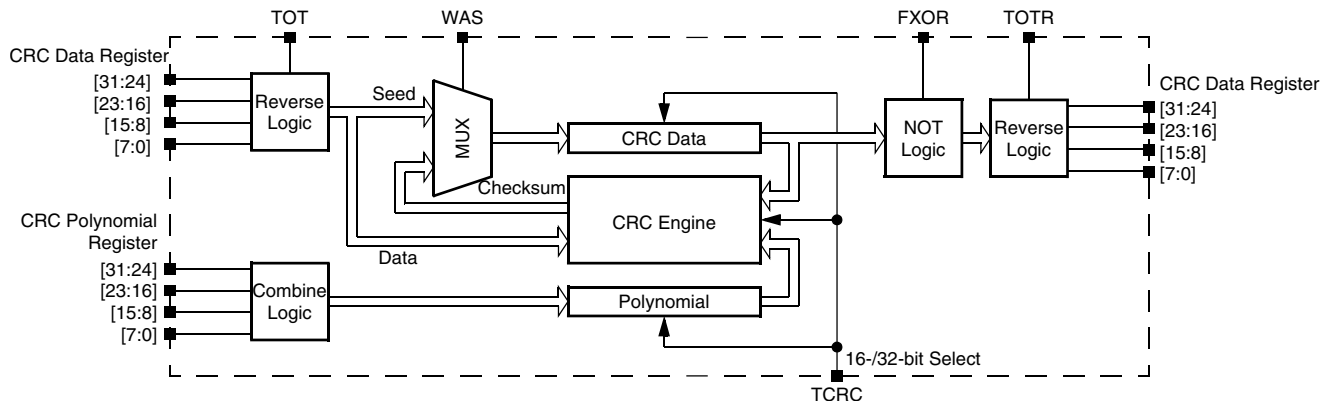 TOT
WAS
FXOR
TOTR
CRC Data Register
[31:24]
[23:16]
[15:8]
[7:0]
Reverse
Logic
Seed
MUX
CRC Data
NOT
Logic
Reverse
Logic
CRC Data Register
[31:24]
[23:16]
[15:8]
[7:0]
Checksum
CRC Engine
Data
CRC Polynomial
Register
[31:24]
[23:16]
[15:8]
[7:0]
Combine
Logic
Polynomial
16-/32-bit Select
TCRC